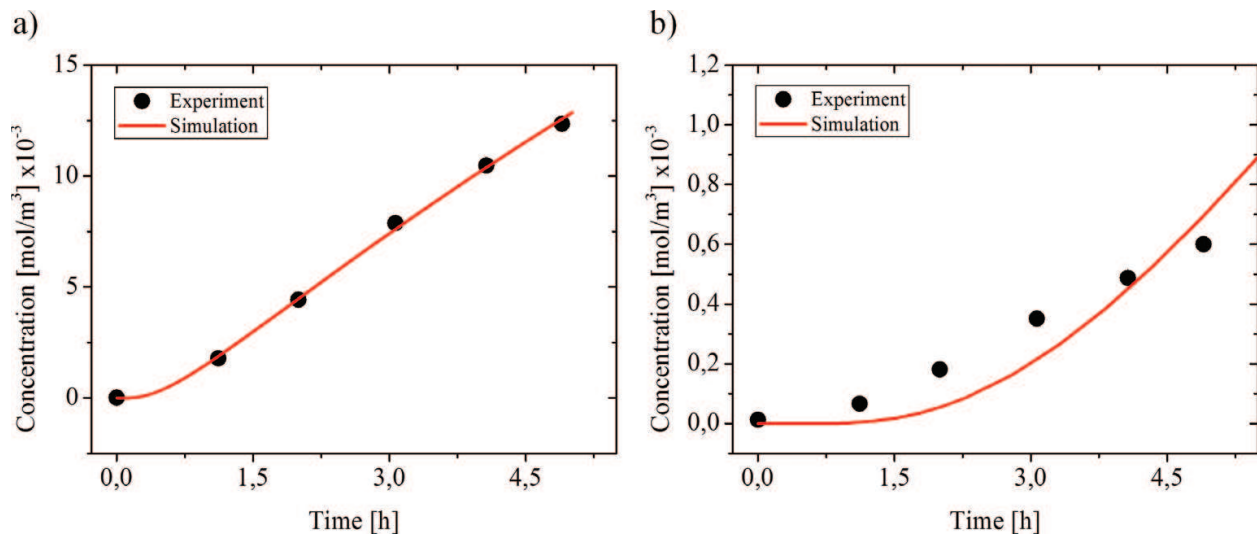 a)
Concentration [mol/m³] x10⁻³
15
10
5
0
Experiment
Simulation
0,0 1,5 3,0 4,5
Time [h]
b)
Concentration [mol/m³] x10⁻³
1,2
1,0
0,8
0,6
0,4
0,2
0,0
Experiment
Simulation
0,0 1,5 3,0 4,5
Time [h]